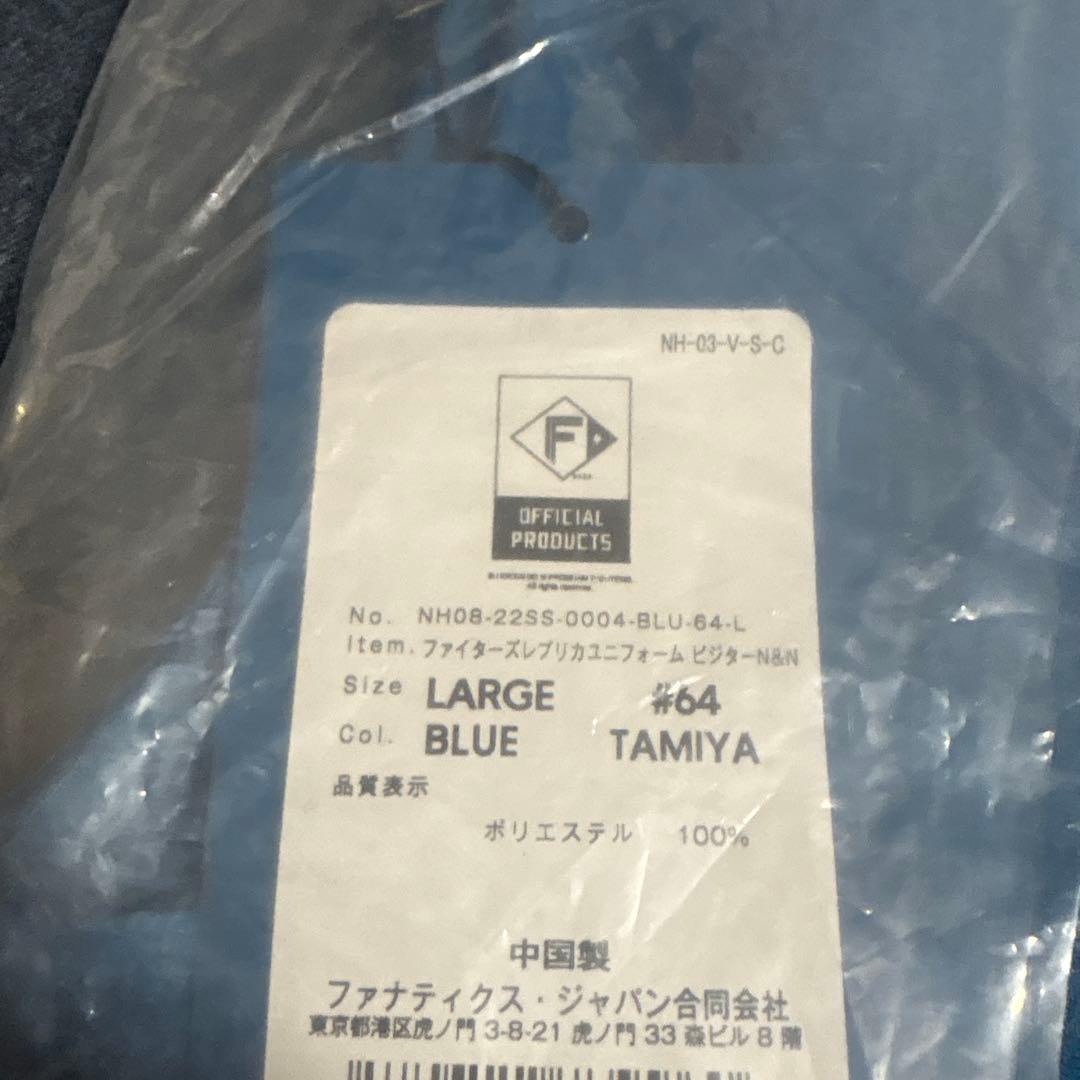 NH-03-V-S-C
F
OFFICIAL
PRODUCTS
All rights reserved.
No. NH08-22SS-0004-BLU-64-L
Item. ファイターズレプリカユニフォーム ビジターN&N
Size LARGE #64
Col. BLUE TAMIYA
品質表示
ポリエステル 100%
中国製
ファナティクス・ジャパン合同会社
東京都港区虎ノ門 3-8-21 虎ノ門 33 森ビル 8 階